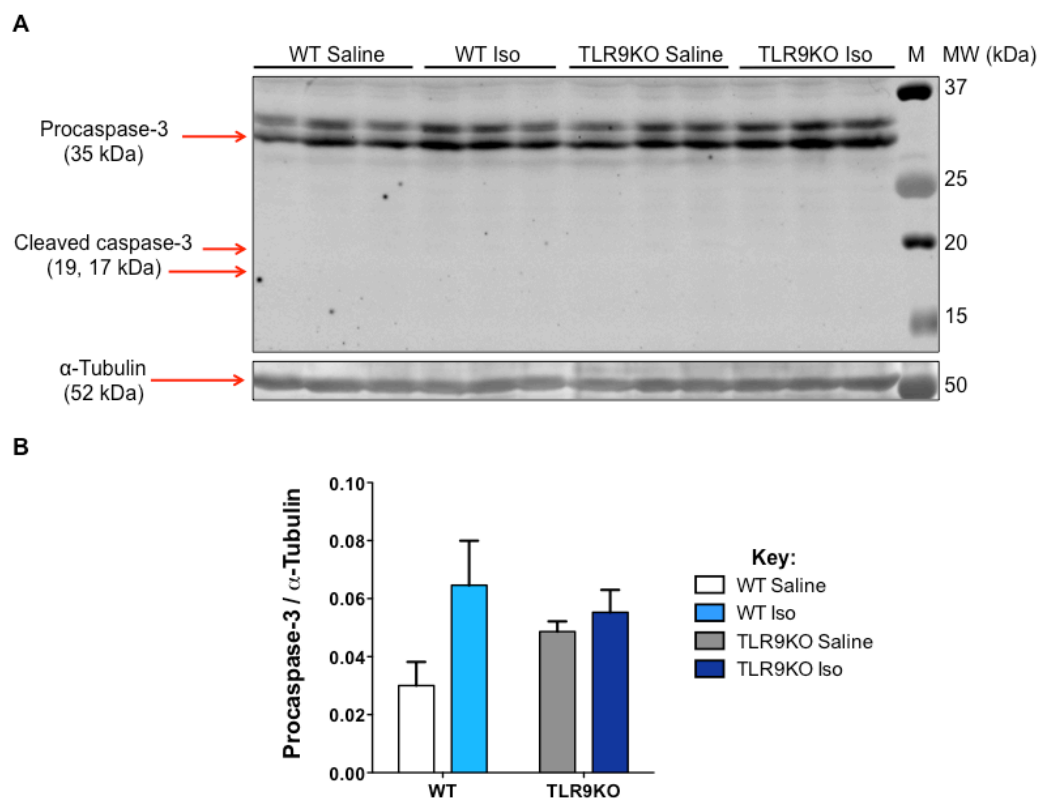 A
WT Saline WT Iso TLR9KO Saline TLR9KO Iso M MW (kDa)
37
Procaspase-3
(35 kDa)
25
Cleaved caspase-3
(19, 17 kDa)
20
15
α-Tubulin
(52 kDa)
50
B
Procaspase-3 / α-Tubulin
0.10
0.08
0.06
0.04
0.02
0.00
WT TLR9KO
Key:
WT Saline
WT Iso
TLR9KO Saline
TLR9KO Iso